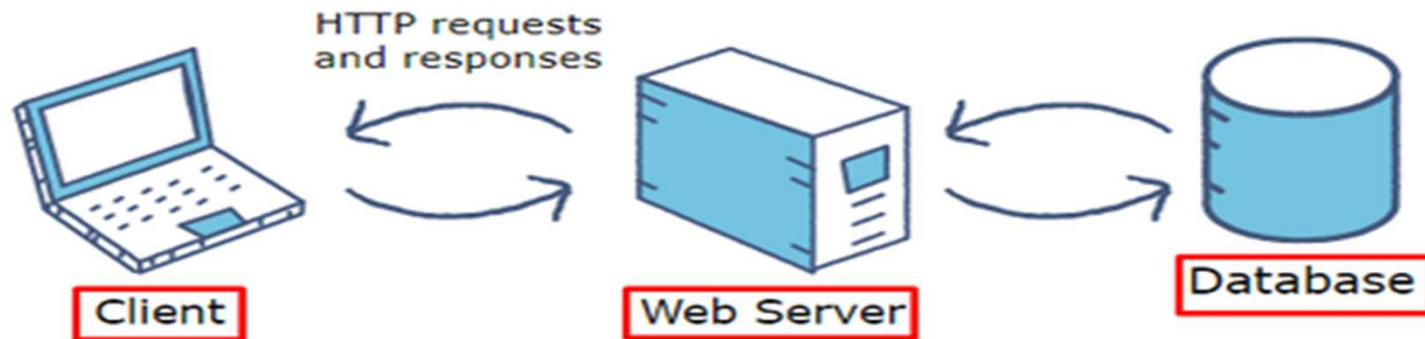 HTTP requests
and responses
Client
Web Server
Database